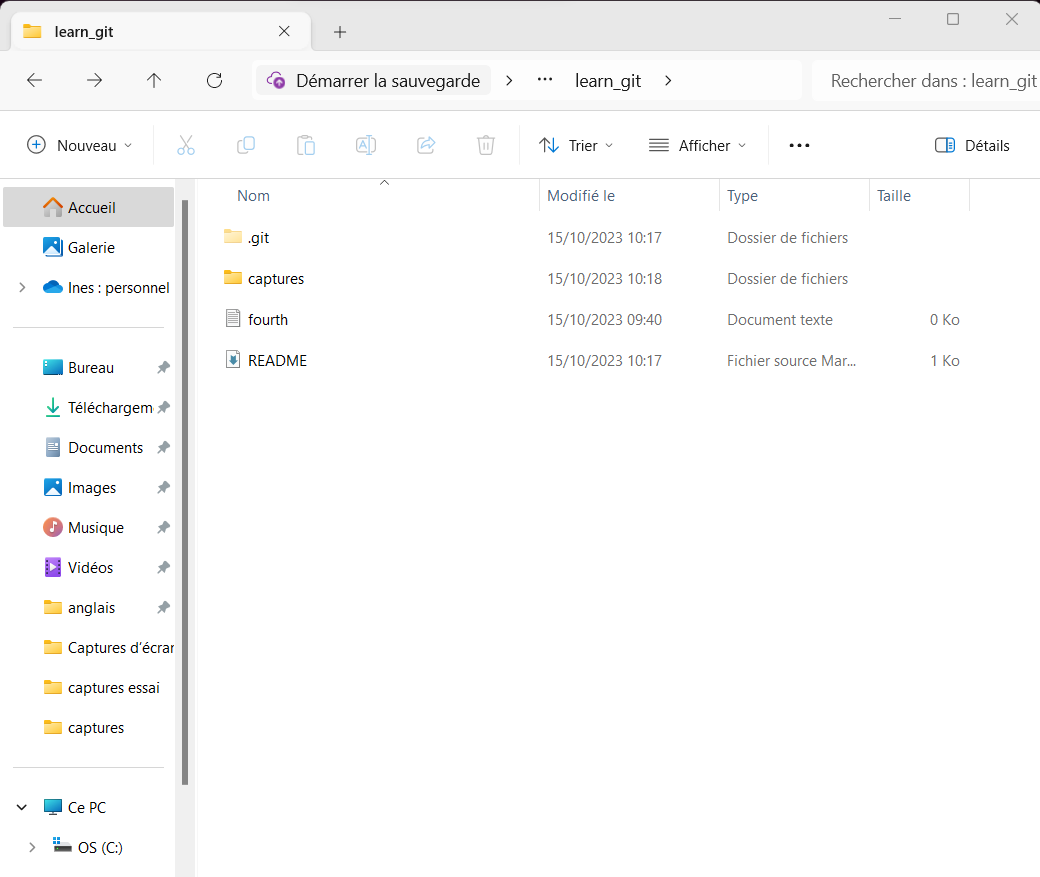 learn_git
Démarrer la sauvegarde
learn_git
Rechercher dans : learn_git
Nouveau
Trier
Afficher
Détails
Accueil
Galerie
Ines : personnel
Bureau
Téléchargem
Documents
Images
Musique
Vidéos
anglais
Captures d'écran
captures essai
captures
Ce PC
OS (C:)
Nom Modifié le Type Taille
.git 15/10/2023 10:17 Dossier de fichiers
captures 15/10/2023 10:18 Dossier de fichiers
fourth 15/10/2023 09:40 Document texte 0 Ko
README 15/10/2023 10:17 Fichier source Mar... 1 Ko